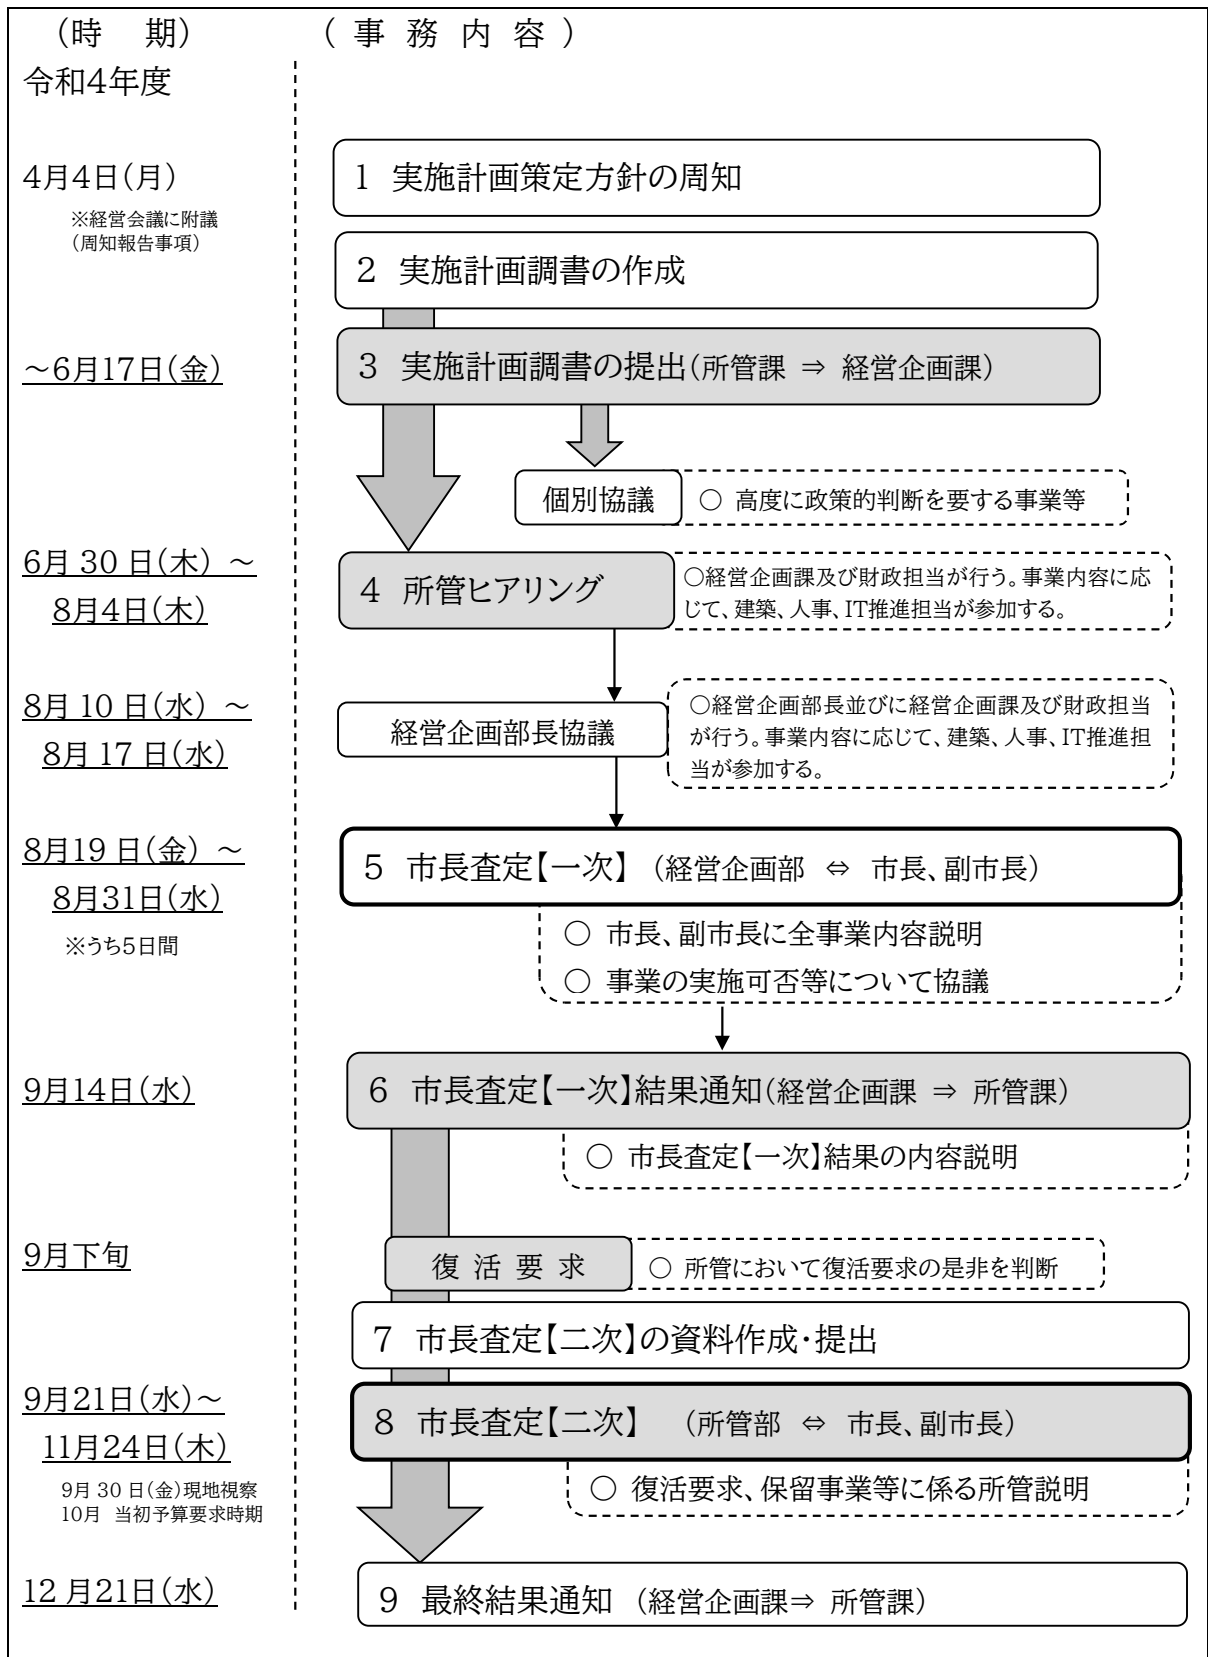 (時　期)　(事務内容)
令和4年度
4月4日(月)
1 実施計画策定方針の周知
※経営会議に附議
(周知報告事項)
2 実施計画調書の作成
～6月17日(金)
3 実施計画調書の提出(所管課 ⇒ 経営企画課)
個別協議
○ 高度に政策的判断を要する事業等
6月 30 日(木) ～
8月4日(木)
4 所管ヒアリング
○経営企画課及び財政担当が行う。事業内容に応
じて、建築、人事、IT推進担当が参加する。
8月 10 日(水) ～
8月 17 日(水)
経営企画部長協議
○経営企画部長並びに経営企画課及び財政担当
が行う。事業内容に応じて、建築、人事、IT推進担
当が参加する。
8月19 日(金) ～
8月31日(水)
※うち5日間
5 市長査定【一次】 (経営企画部 ⇔ 市長、副市長)
○ 市長、副市長に全事業内容説明
○ 事業の実施可否等について協議
9月14日(水)
6 市長査定【一次】結果通知(経営企画課 ⇒ 所管課)
○ 市長査定【一次】結果の内容説明
9月下旬
復 活 要 求
○ 所管において復活要求の是非を判断
7 市長査定【二次】の資料作成・提出
9月21日(水)～
11月24日(木)
9月 30 日(金)現地視察
10月 当初予算要求時期
8 市長査定【二次】 (所管部 ⇔ 市長、副市長)
○ 復活要求、保留事業等に係る所管説明
12 月21日(水)
9 最終結果通知 (経営企画課⇒ 所管課)